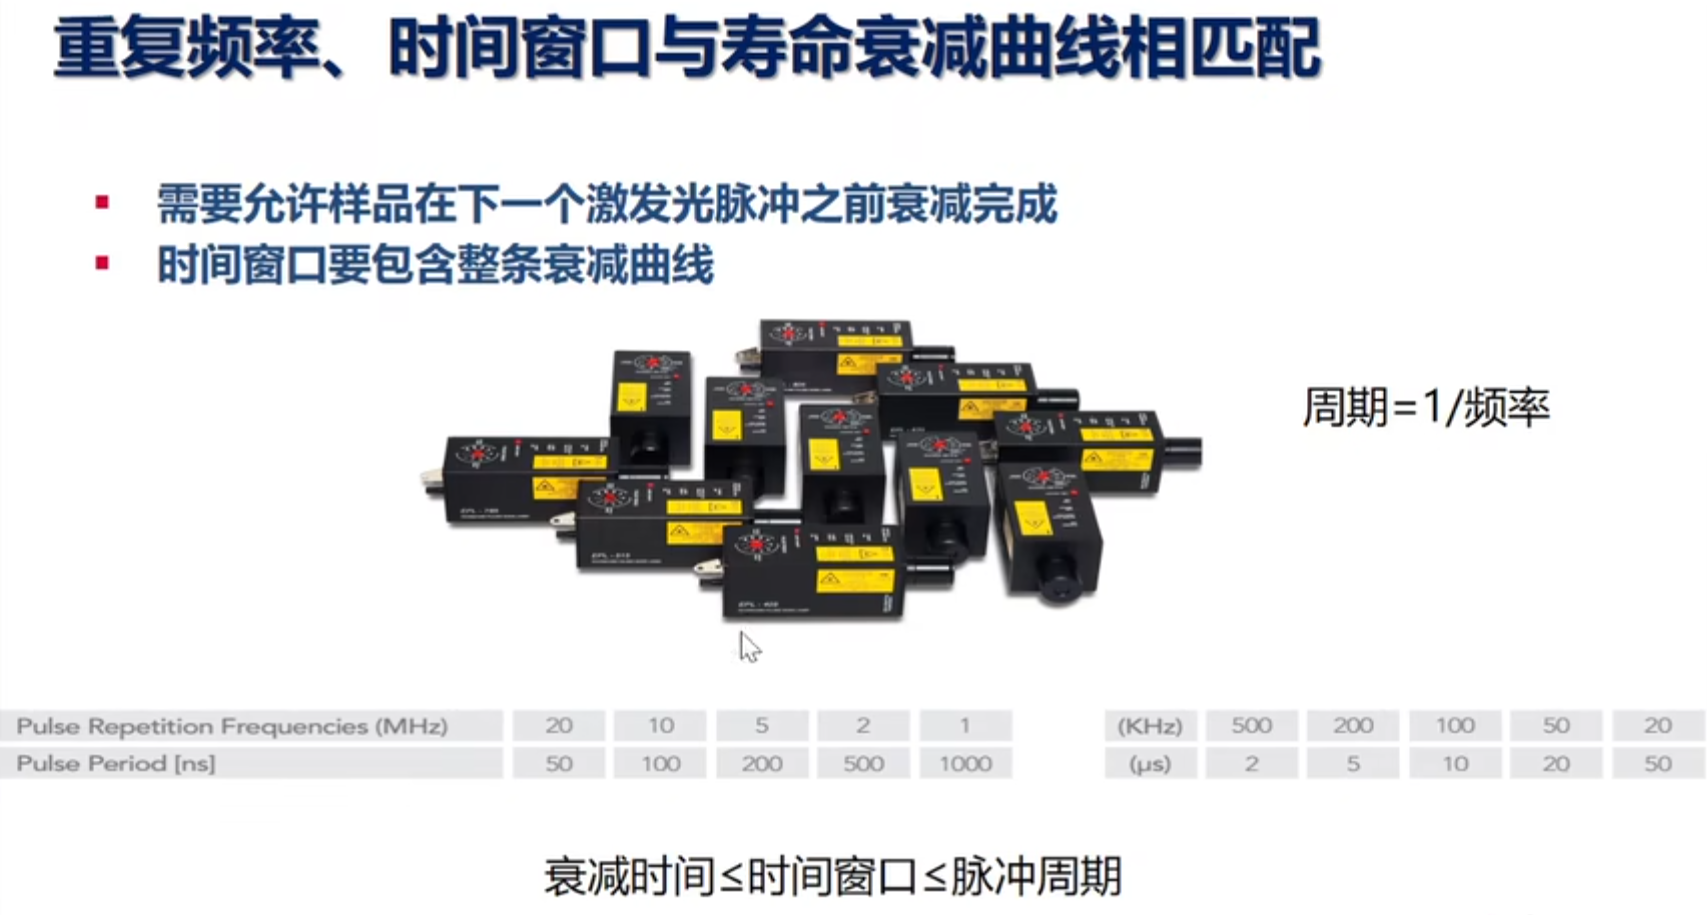 重复频率、时间窗口与寿命衰减曲线相匹配
需要允许样品在下一个激发光脉冲之前衰减完成
时间窗口要包含整条衰减曲线
周期=1/频率
Pulse Repetition Frequencies (MHz) 20 10 5 2 1 (KHz) 500 200 100 50 20
Pulse Period [ns] 50 100 200 500 1000 (μs) 2 5 10 20 50
衰减时间≤时间窗口≤脉冲周期